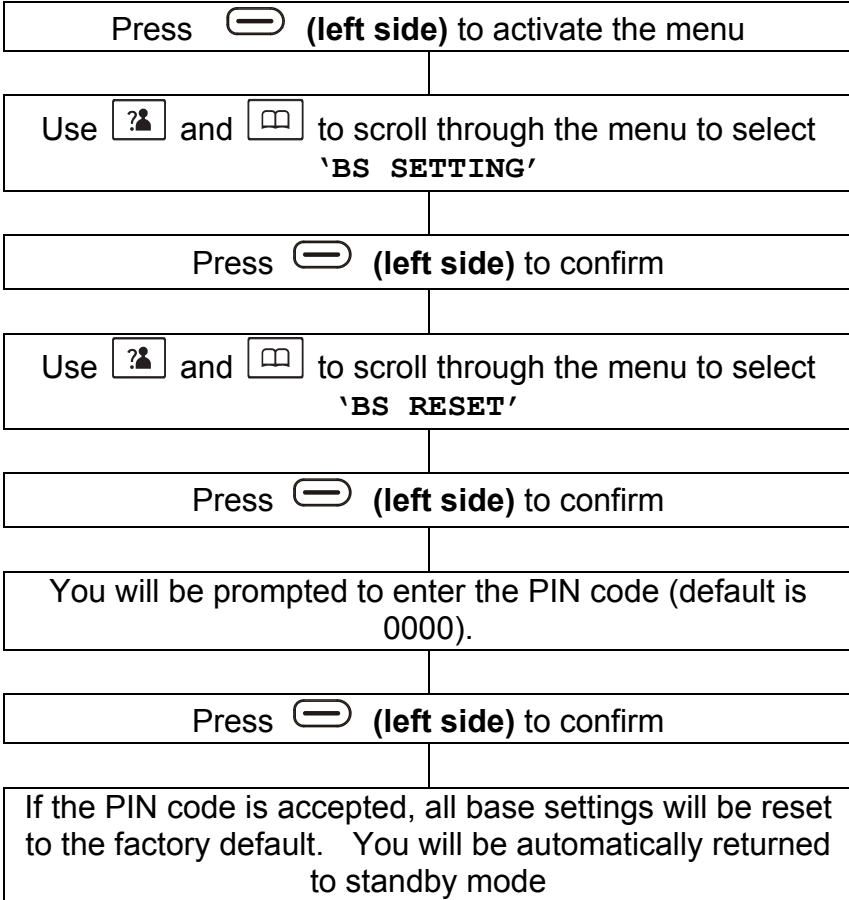 Press (left side) to activate the menu
Use ? and to scroll through the menu to select
‘BS SETTING’
Press (left side) to confirm
Use ? and to scroll through the menu to select
‘BS RESET’
Press (left side) to confirm
You will be prompted to enter the PIN code (default is
0000).
Press (left side) to confirm
If the PIN code is accepted, all base settings will be reset
to the factory default. You will be automatically returned
to standby mode